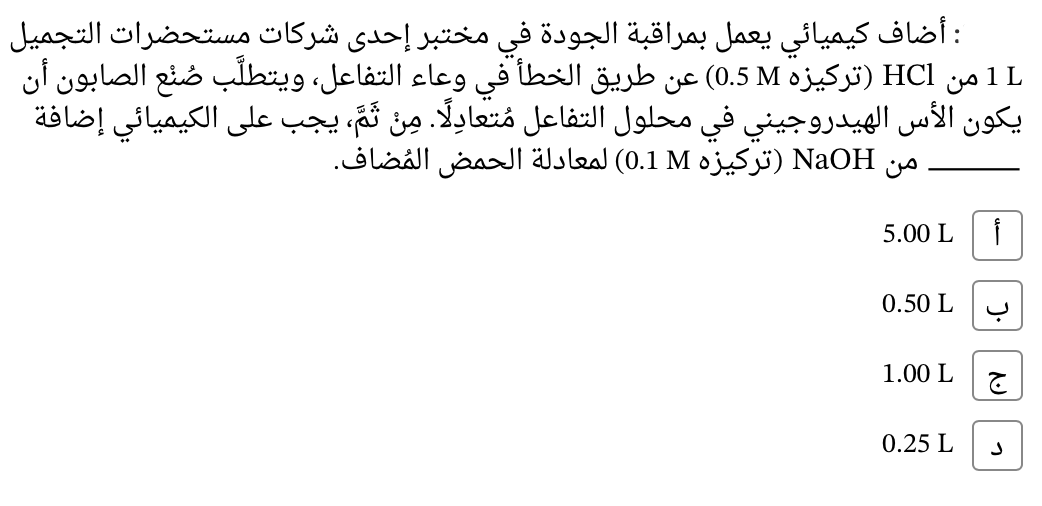 : أضاف كيميائي يعمل بمراقبة الجودة في مختبر إحدى شركات مستحضرات التجميل
1 L من HCl (تركيزه 0.5 M) عن طريق الخطأ في وعاء التفاعل، ويتطلَّب صُنْع الصابون أن
يكون الأس الهيدروجيني في محلول التفاعل مُتعادِلًا. مِنْ ثَمَّ، يجب على الكيميائي إضافة
_______ من NaOH (تركيزه 0.1 M) لمعادلة الحمض المُضاف.
أ 5.00 L
ب 0.50 L
ج 1.00 L
د 0.25 L